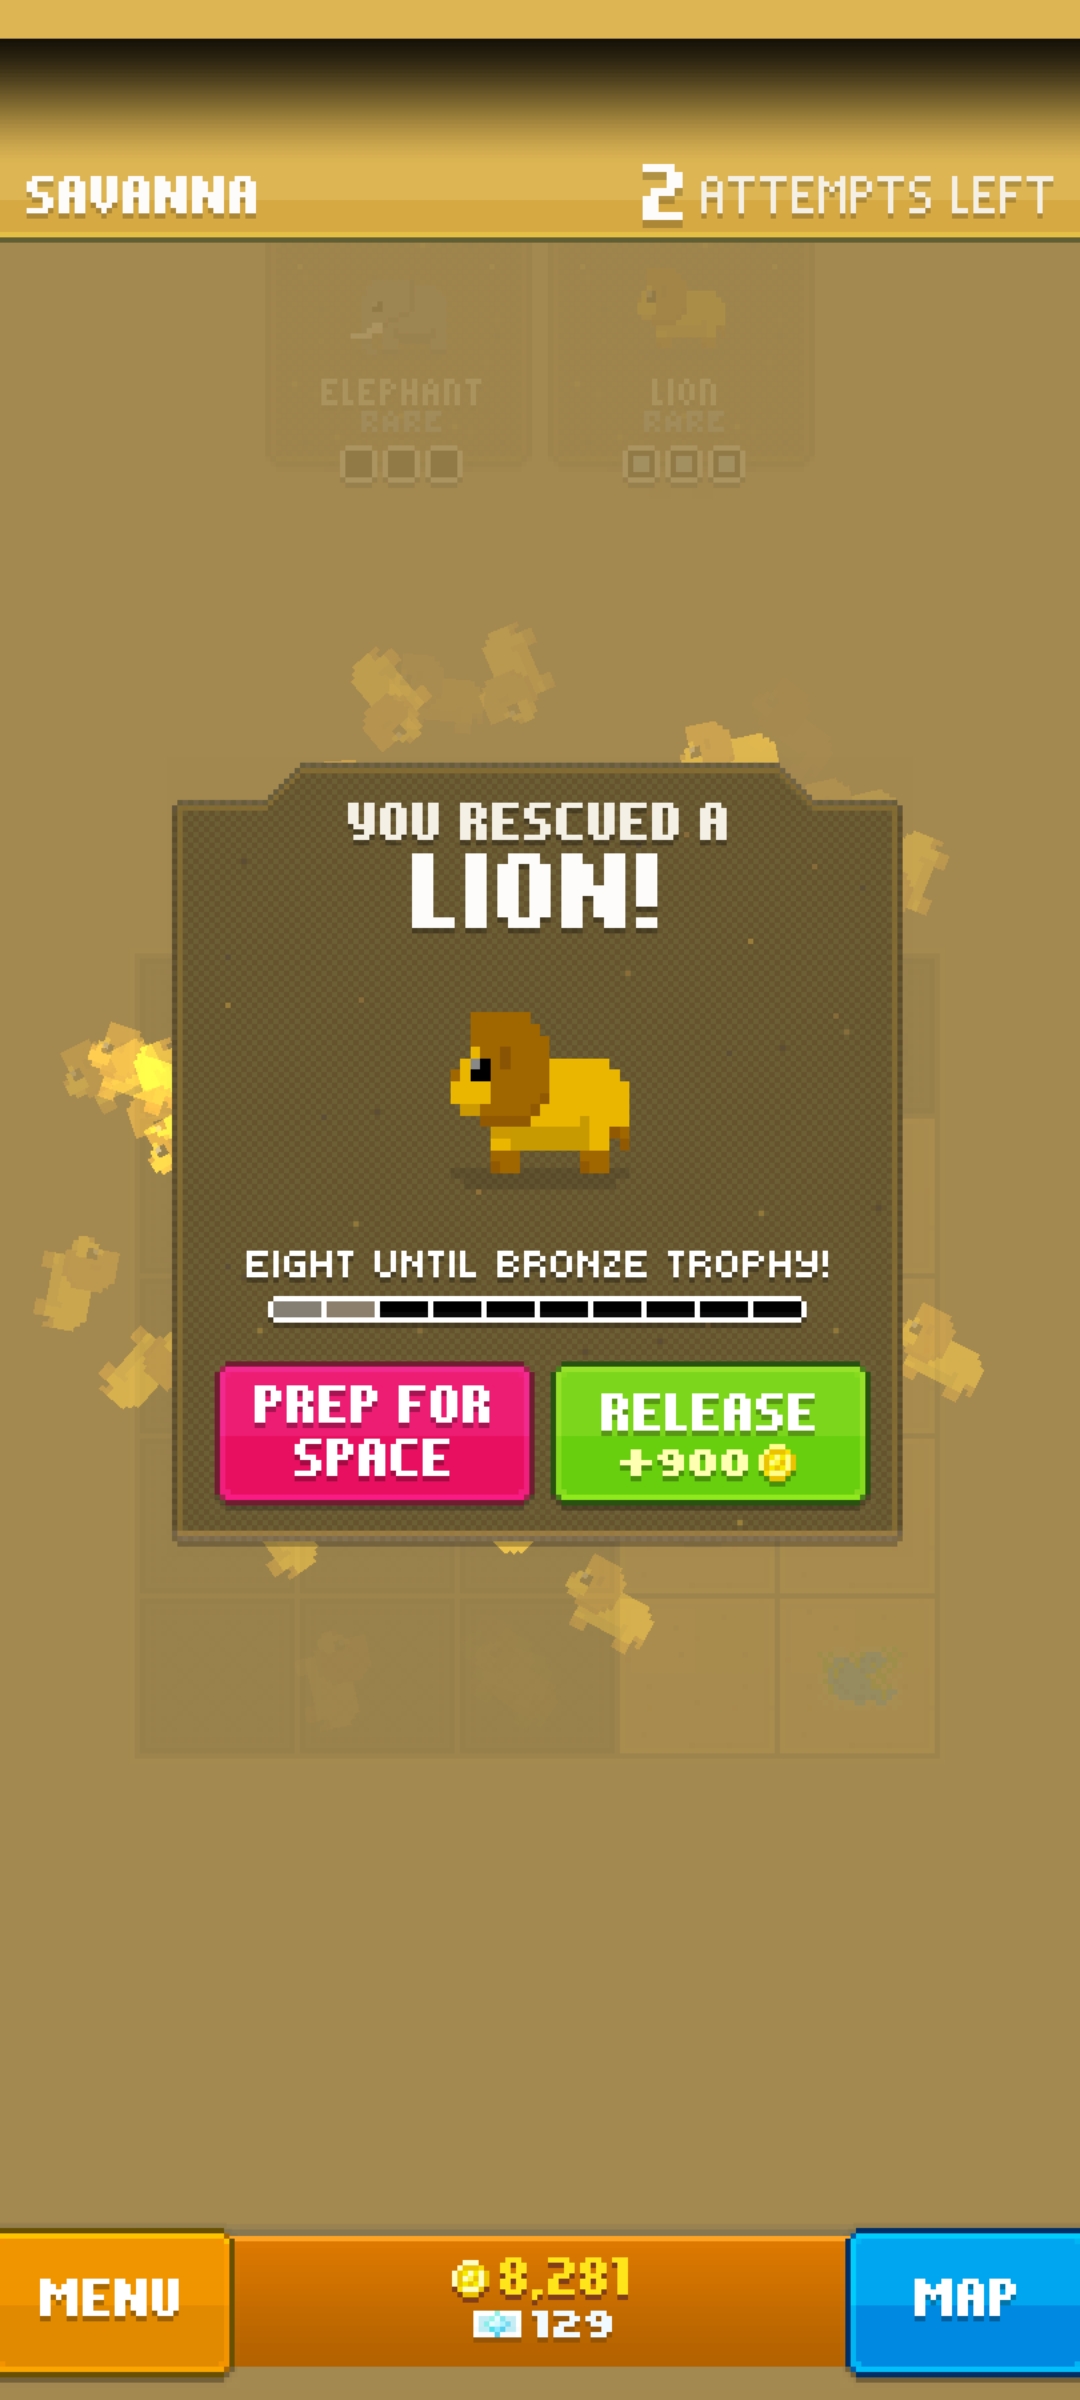 SAVANNA
2 ATTEMPTS LEFT
ELEPHANT
RARE
LION
RARE
YOU RESCUED A
LION!
EIGHT UNTIL BRONZE TROPHY!
PREP FOR
SPACE
RELEASE
+900
MENU
8,281
129
MAP